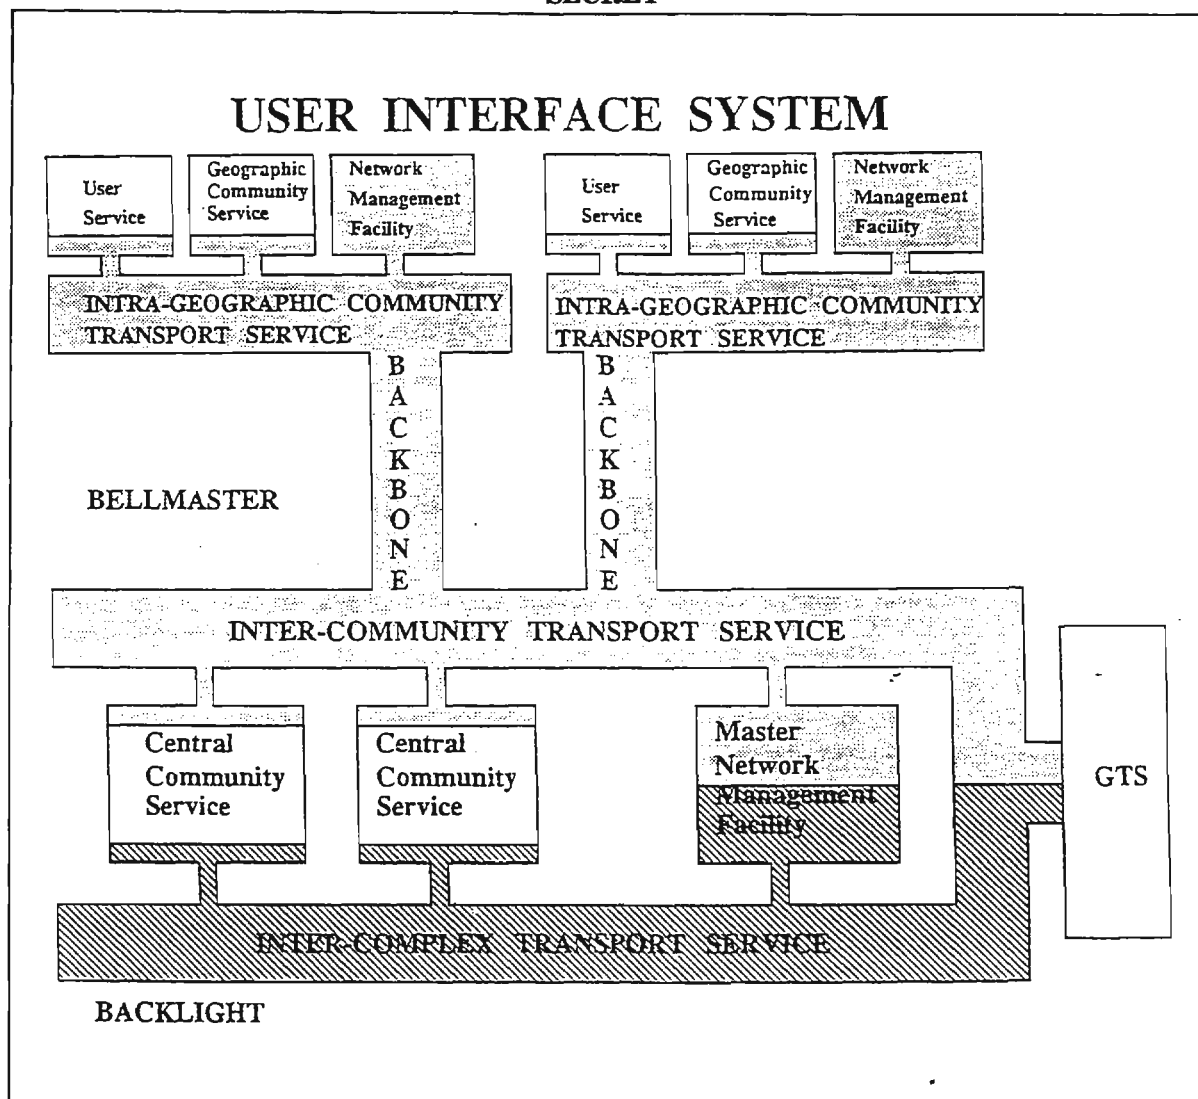 SECRET
USER INTERFACE SYSTEM
User
Service
Geographic
Community
Service
Network
Management
Facility
User
Service
Geographic
Community
Service
Network
Management
Facility
INTRA-GEOGRAPHIC COMMUNITY
TRANSPORT SERVICE
INTRA-GEOGRAPHIC COMMUNITY
TRANSPORT SERVICE
BACKBONE
BACKBONE
BELLMASTER
INTER-COMMUNITY TRANSPORT SERVICE
Central
Community
Service
Central
Community
Service
Master
Network
Management
Facility
GTS
INTER-COMPLEX TRANSPORT SERVICE
BACKLIGHT